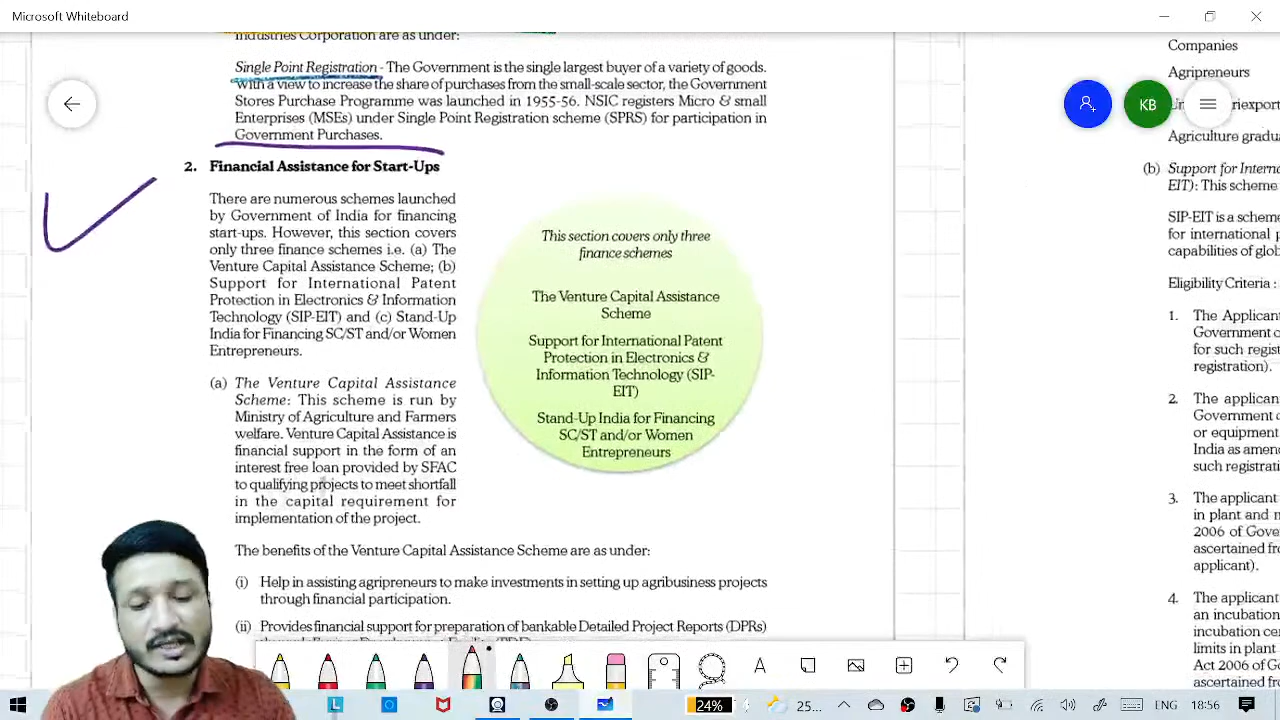 Microsoft Whiteboard
Industries Corporation are as under:
Single Point Registration - The Government is the single largest buyer of a variety of goods.
With a view to increase the share of purchases from the small-scale sector, the Government
Stores Purchase Programme was launched in 1955-56. NSIC registers Micro & small
Enterprises (MSEs) under Single Point Registration scheme (SPRS) for participation in
Government Purchases.
2. Financial Assistance for Start-Ups
There are numerous schemes launched
by Government of India for financing
start-ups. However, this section covers
only three finance schemes i.e. (a) The
Venture Capital Assistance Scheme; (b)
Support for International Patent
Protection in Electronics & Information
Technology (SIP-EIT) and (c) Stand-Up
India for Financing SC/ST and/or Women
Entrepreneurs.
(a) The Venture Capital Assistance
Scheme: This scheme is run by
Ministry of Agriculture and Farmers
welfare. Venture Capital Assistance is
financial support in the form of an
interest free loan provided by SFAC
to qualifying projects to meet shortfall
in the capital requirement for
implementation of the project.
This section covers only three
finance schemes
The Venture Capital Assistance
Scheme
Support for International Patent
Protection in Electronics &
Information Technology (SIP-
EIT)
Stand-Up India for Financing
SC/ST and/or Women
Entrepreneurs
The benefits of the Venture Capital Assistance Scheme are as under:
(i) Help in assisting agripreneurs to make investments in setting up agribusiness projects
through financial participation.
(ii) Provides financial support for preparation of bankable Detailed Project Reports (DPRs)
Companies
Agripreneurs
Agriculture gradu
(b) Support for Interna
EIT): This scheme
SIP-EIT is a scheme
for international p
capabilities of glob
Eligibility Criteria :
1. The Applican
Government o
for such regist
registration).
2. The applican
Government o
or equipment
India as amen
such registrati
3. The applicant
in plant and m
2006 of Gove
ascertained fr
applicant).
4. The applicant
an incubation
incubation ce
limits in plant
Act 2006 of G
ascertained fr
KB
24%
25
ENG
18:56